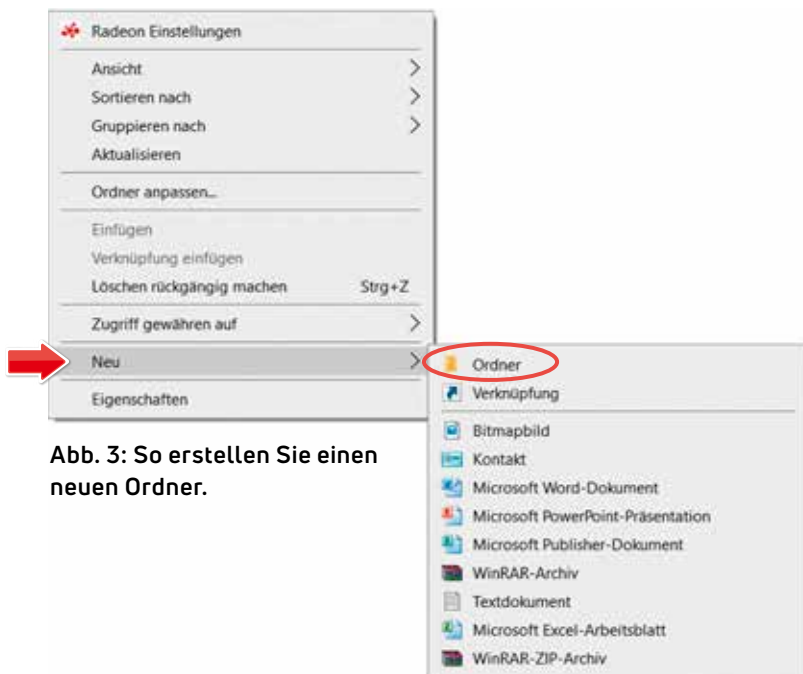 Radeon Einstellungen
Ansicht
Sortieren nach
Gruppieren nach
Aktualisieren
Ordner anpassen...
Einfügen
Verknüpfung einfügen
Löschen rückgängig machen Strg+Z
Zugriff gewähren auf
Neu
Eigenschaften
Ordner
Verknüpfung
Bitmapbild
Kontakt
Microsoft Word-Dokument
Microsoft PowerPoint-Präsentation
Microsoft Publisher-Dokument
WinRAR-Archiv
Textdokument
Microsoft Excel-Arbeitsblatt
WinRAR-ZIP-Archiv
Abb. 3: So erstellen Sie einen
neuen Ordner.